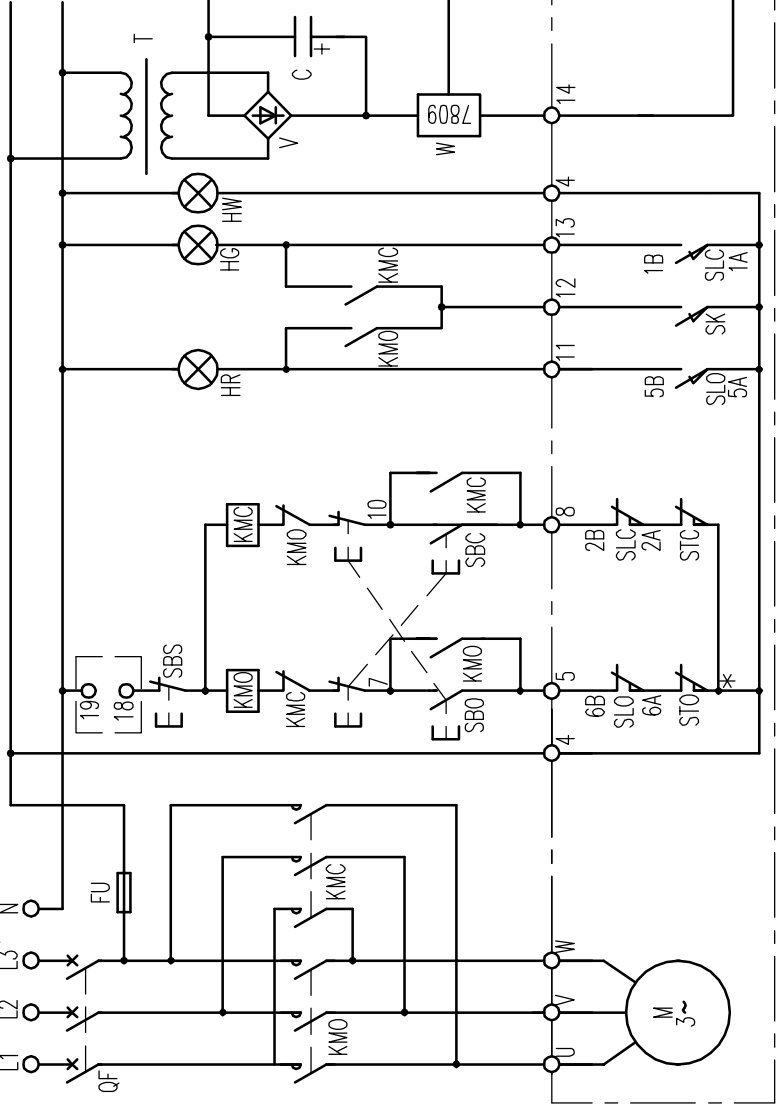 T
C
+
V
7809
W
14
HW
4
HG
13
KMC
12
KMO
HR
11
1B
SLC
1A
SK
5B
SLO
5A
KMC
KMO
10
KMC
SBC
8
2B
SLC
2A
STC
19
18
SBS
KMO
KMC
7
KMO
SBO
5
6B
SLO
6A
STO
*
4
N
FU
L3
L2
L1
QF
KMC
KMO
W
V
U
M
3~